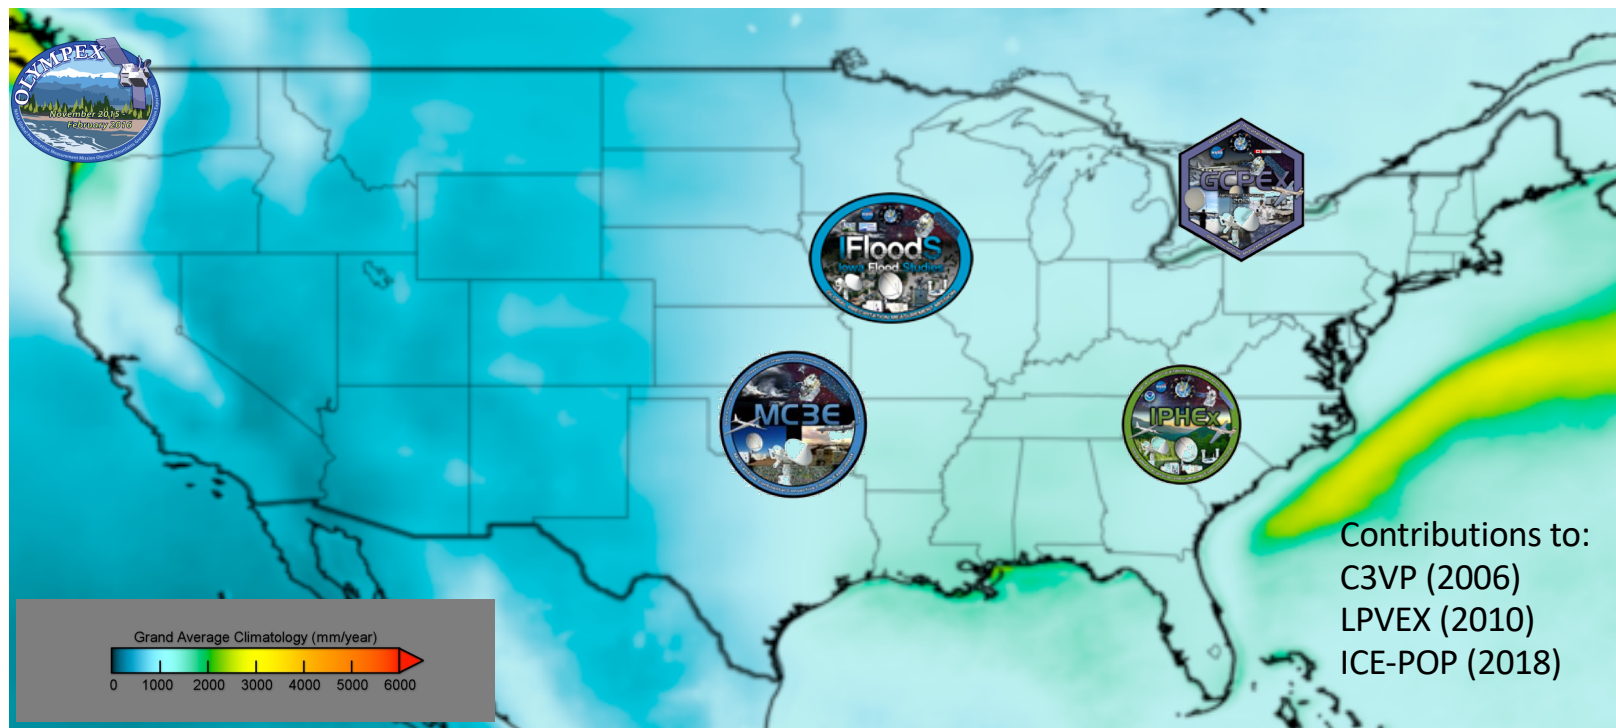 OLYMPEX
November 2015 -
February 2016
GCPEX
IFloodS
Iowa Flood Studies
MC3E
IPHEx
Contributions to:
C3VP (2006)
LPVEX (2010)
ICE-POP (2018)
Grand Average Climatology (mm/year)
0 1000 2000 3000 4000 5000 6000